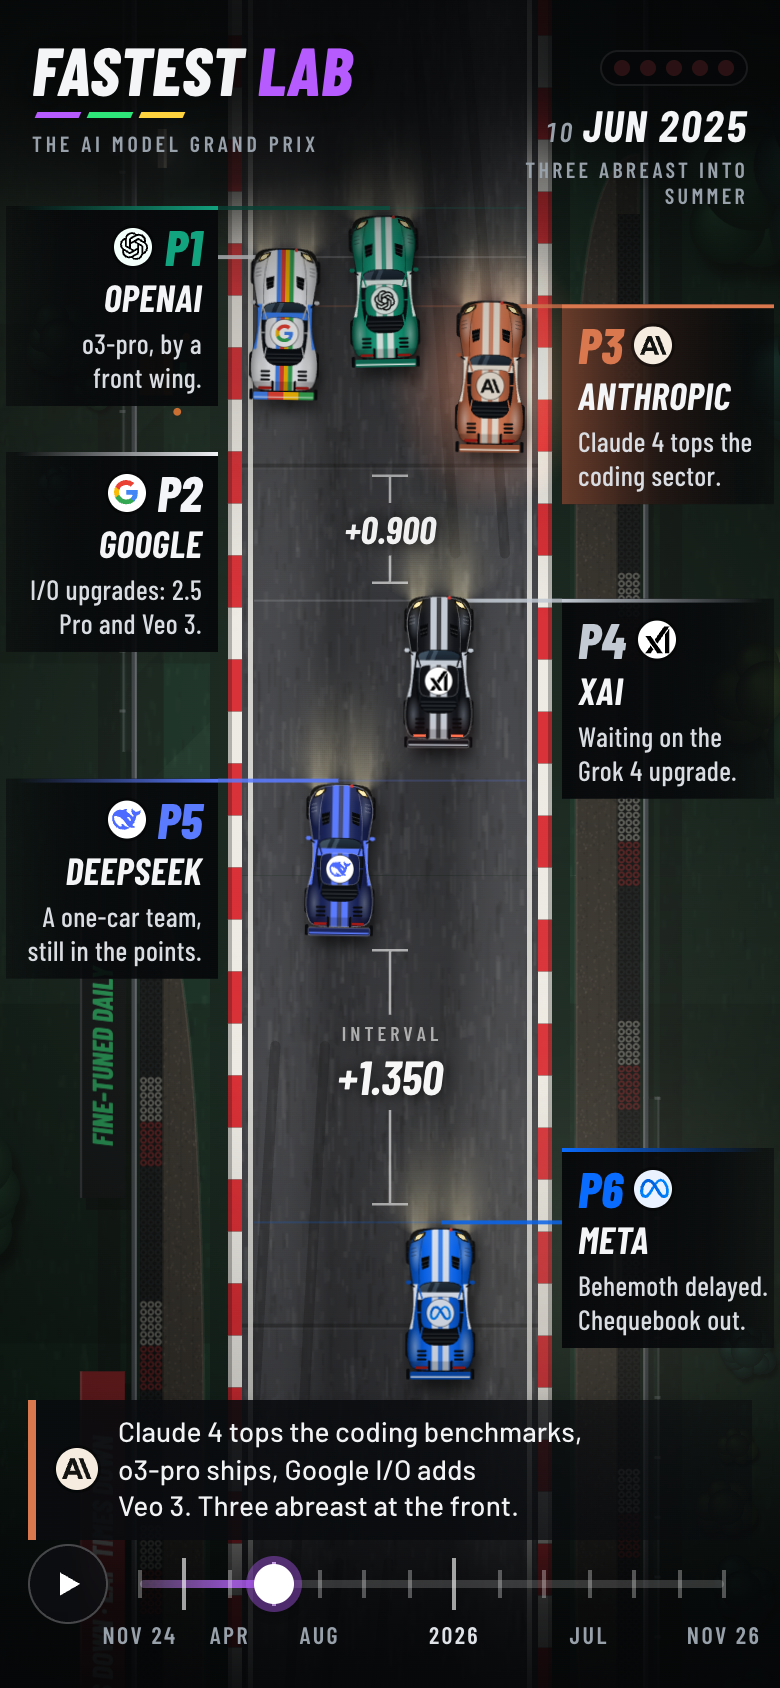 FASTEST LAB
THE AI MODEL GRAND PRIX
10 JUN 2025
THREE ABREAST INTO
SUMMER
P1
OPENAI
o3-pro, by a
front wing.
P3
ANTHROPIC
Claude 4 tops the
coding sector.
P2
GOOGLE
I/O upgrades: 2.5
Pro and Veo 3.
+0.900
P4
XAI
Waiting on the
Grok 4 upgrade.
P5
DEEPSEEK
A one-car team,
still in the points.
FINE-TUNED DAILY
INTERVAL
+1.350
P6
META
Behemoth delayed.
Chequebook out.
Claude 4 tops the coding benchmarks,
o3-pro ships, Google I/O adds
Veo 3. Three abreast at the front.
NOV 24 APR AUG 2026 JUL NOV 26